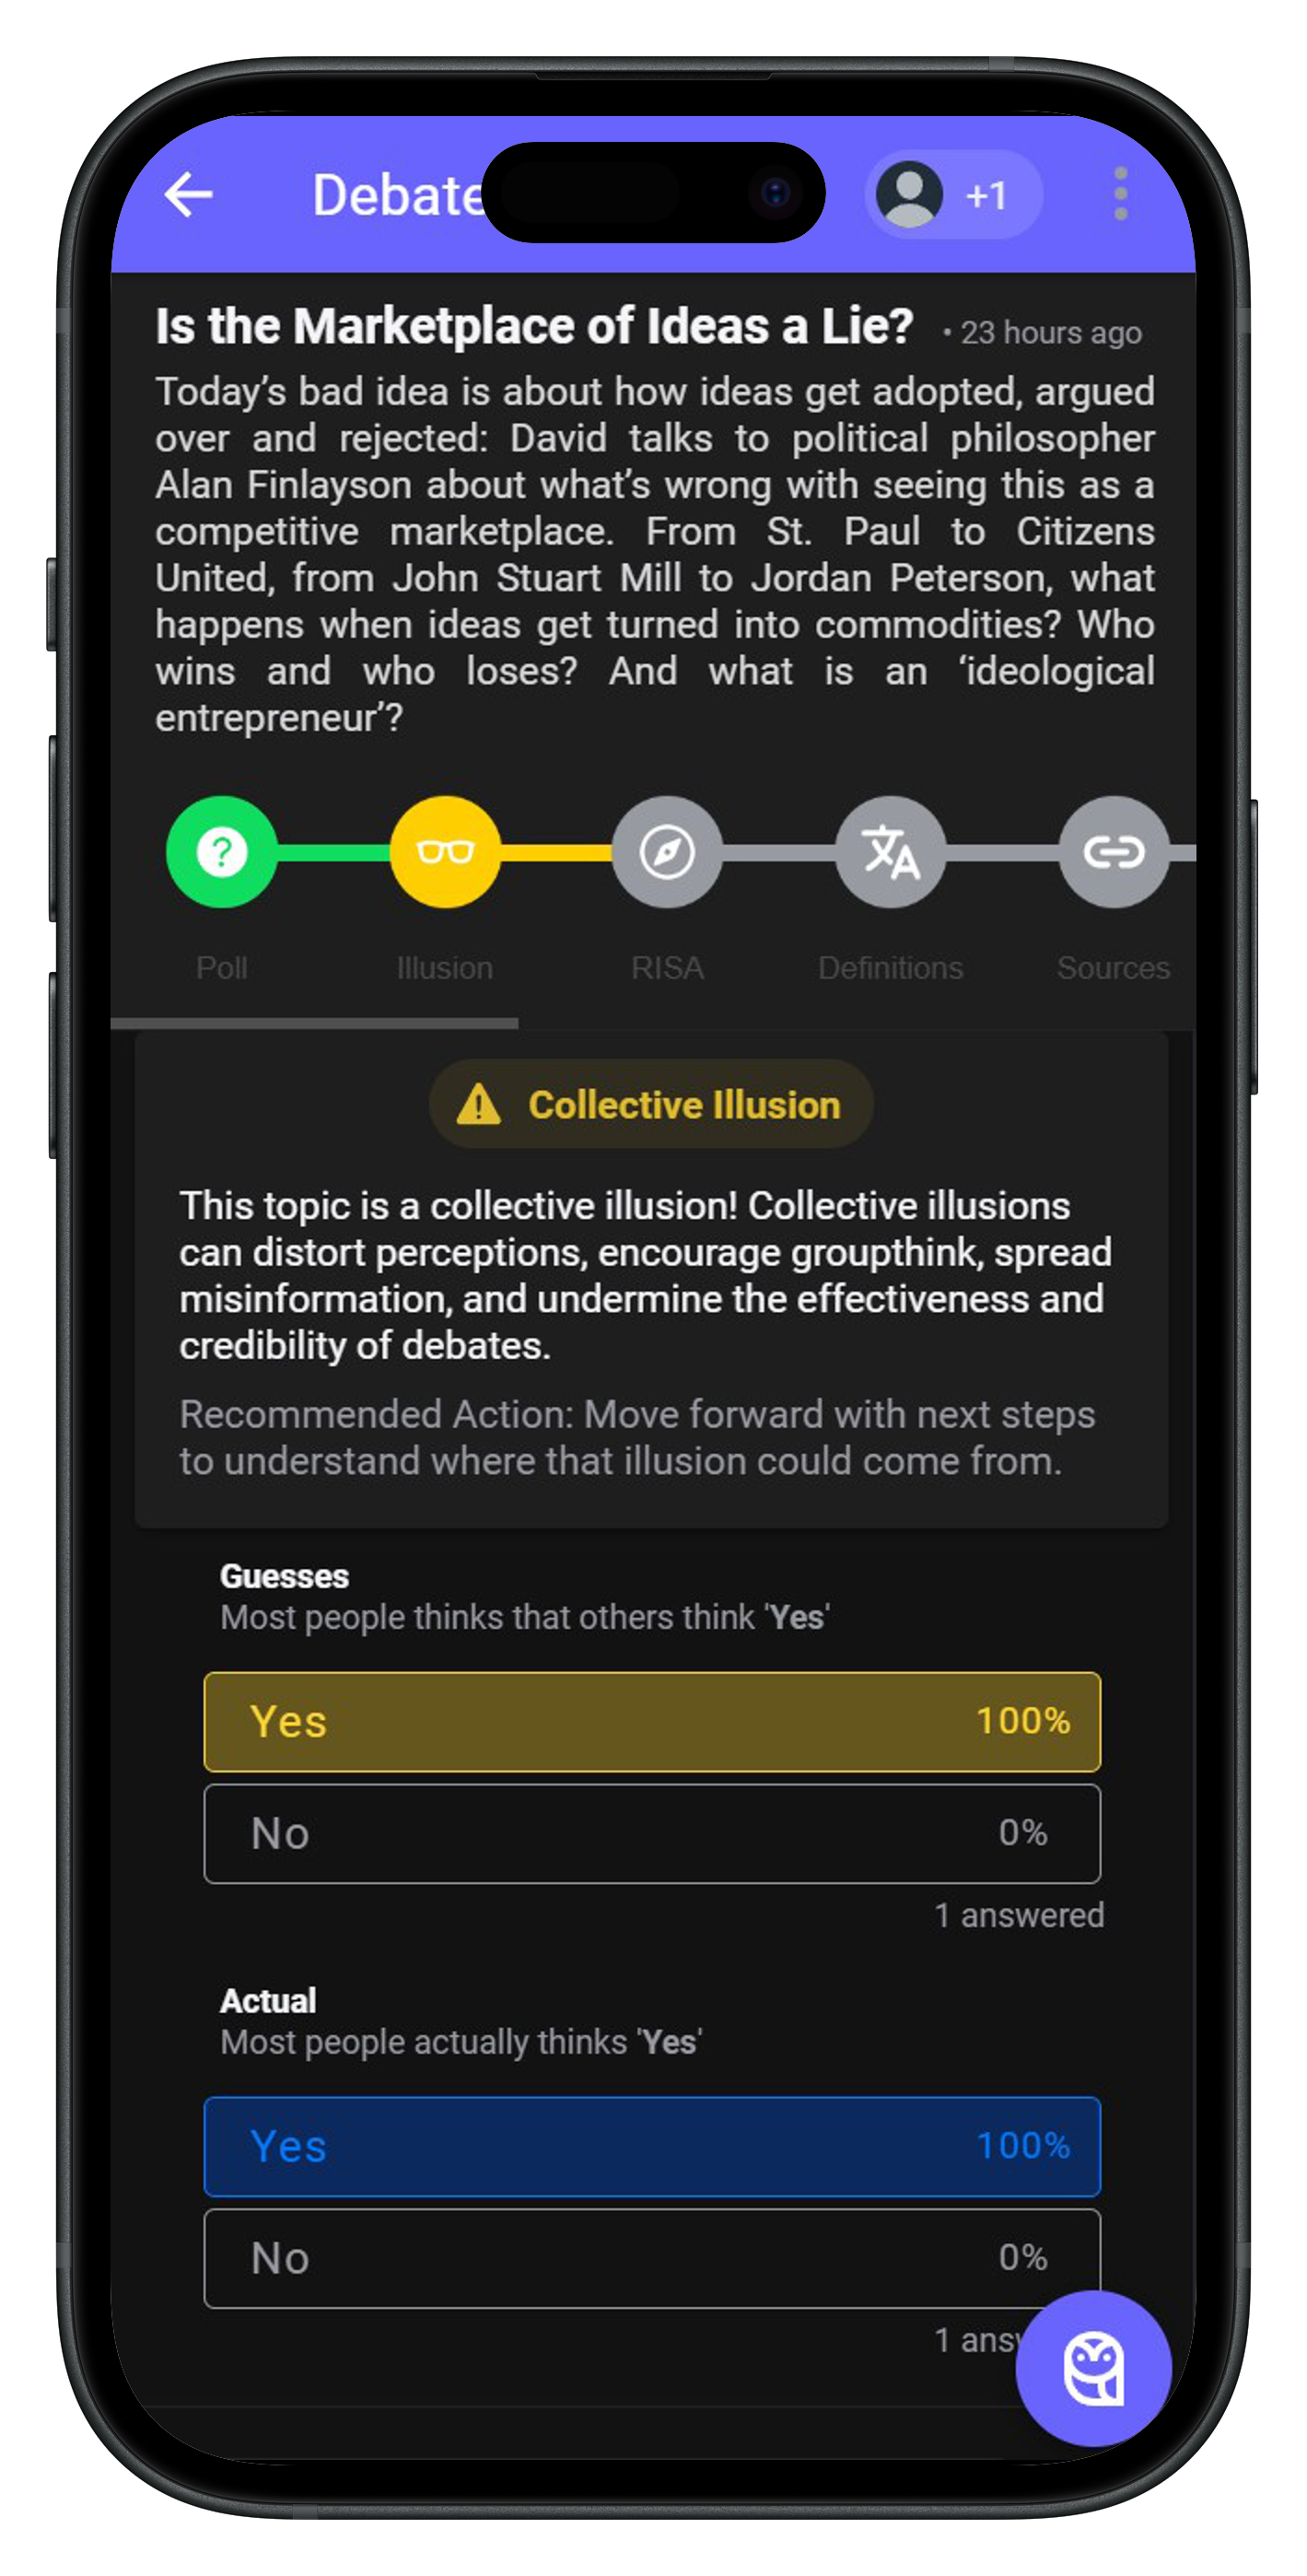 Debate
+1
Is the Marketplace of Ideas a Lie? • 23 hours ago
Today’s bad idea is about how ideas get adopted, argued
over and rejected: David talks to political philosopher
Alan Finlayson about what’s wrong with seeing this as a
competitive marketplace. From St. Paul to Citizens
United, from John Stuart Mill to Jordan Peterson, what
happens when ideas get turned into commodities? Who
wins and who loses? And what is an ‘ideological
entrepreneur’?
Poll Illusion RISA Definitions Sources
Collective Illusion
This topic is a collective illusion! Collective illusions
can distort perceptions, encourage groupthink, spread
misinformation, and undermine the effectiveness and
credibility of debates.
Recommended Action: Move forward with next steps
to understand where that illusion could come from.
Guesses
Most people thinks that others think 'Yes'
Yes 100%
No 0%
1 answered
Actual
Most people actually thinks 'Yes'
Yes 100%
No 0%
1